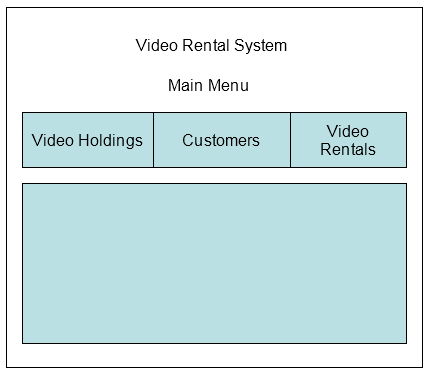 Video Rental System
Main Menu
Video Holdings
Customers
Video
Rentals